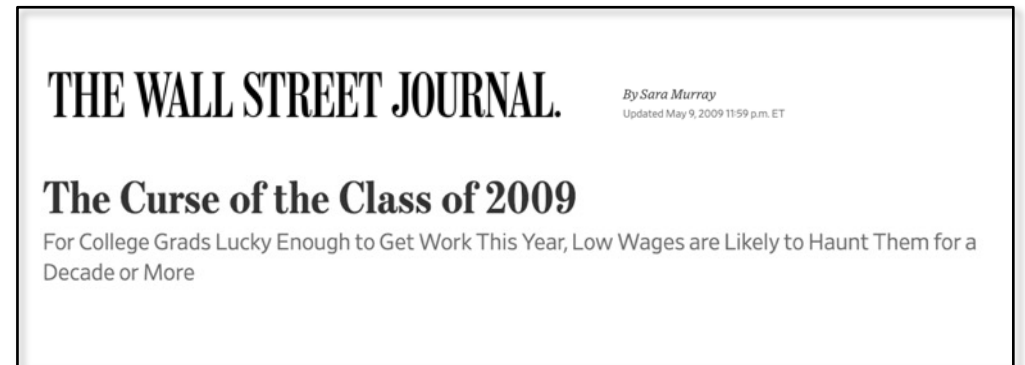 THE WALL STREET JOURNAL.
By Sara Murray
Updated May 9, 2009 11:59 p.m. ET
The Curse of the Class of 2009
For College Grads Lucky Enough to Get Work This Year, Low Wages are Likely to Haunt Them for a
Decade or More